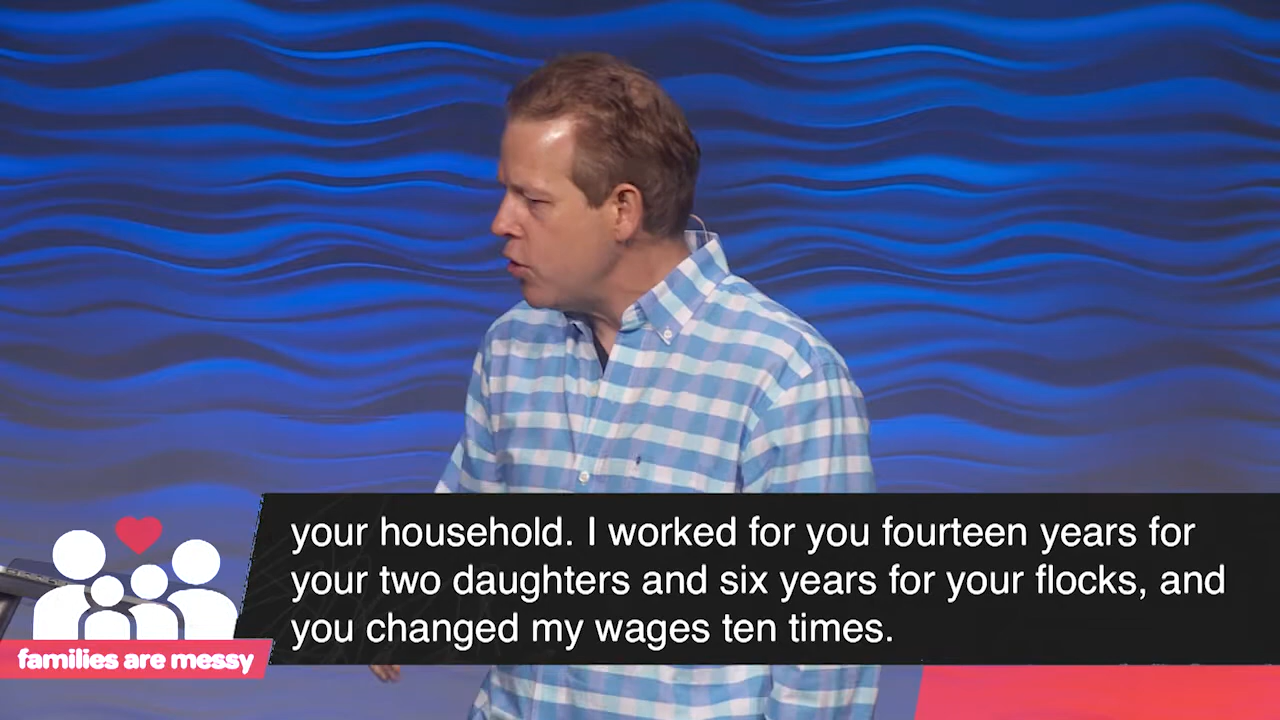 your household. I worked for you fourteen years for
your two daughters and six years for your flocks, and
you changed my wages ten times.
families are messy